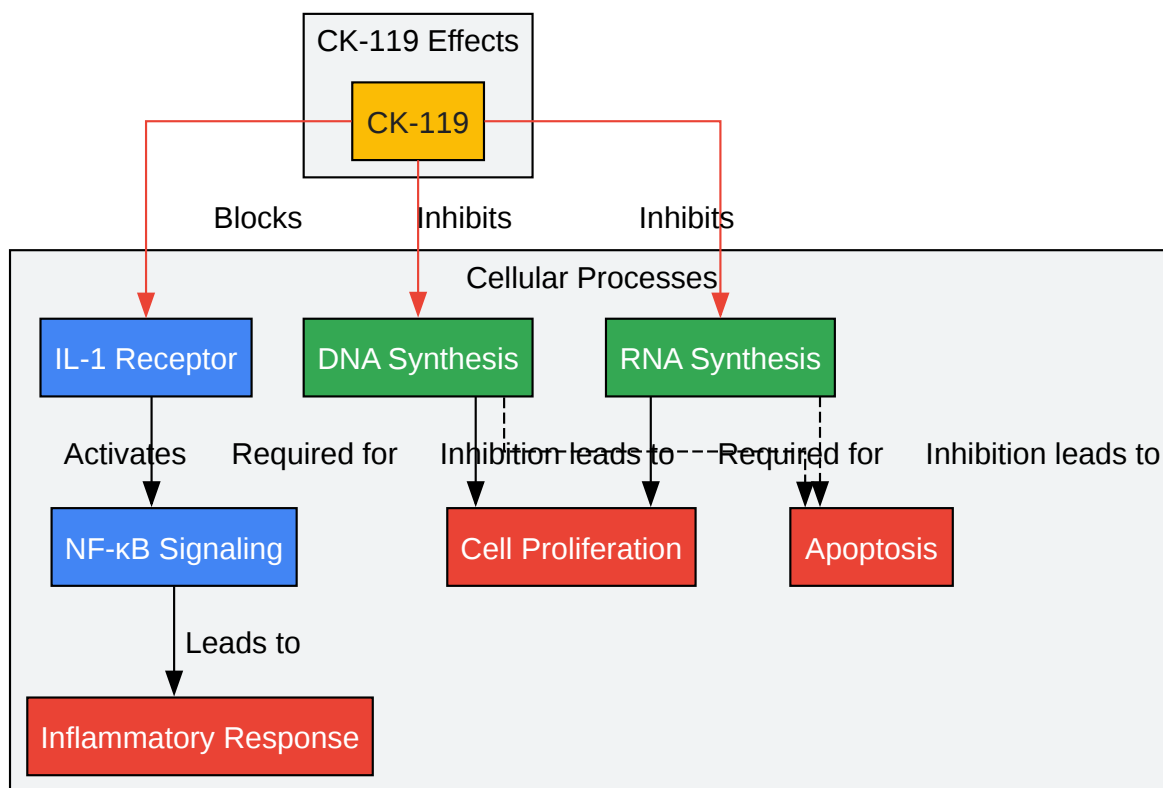 CK-119 Effects
CK-119
Blocks
Inhibits
Inhibits
Cellular Processes
IL-1 Receptor
DNA Synthesis
RNA Synthesis
Activates
Required for
Inhibition leads to
Required for
Inhibition leads to
NF-κB Signaling
Cell Proliferation
Apoptosis
Leads to
Inflammatory Response